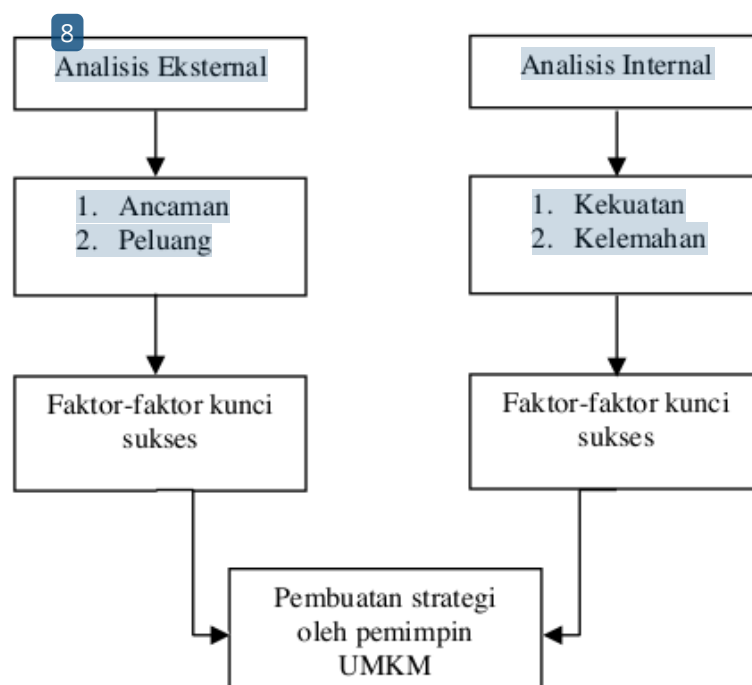 8
Analisis Eksternal
Analisis Internal
1. Ancaman
2. Peluang
1. Kekuatan
2. Kelemahan
Faktor-faktor kunci
sukses
Faktor-faktor kunci
sukses
Pembuatan strategi
oleh pemimpin
UMKM